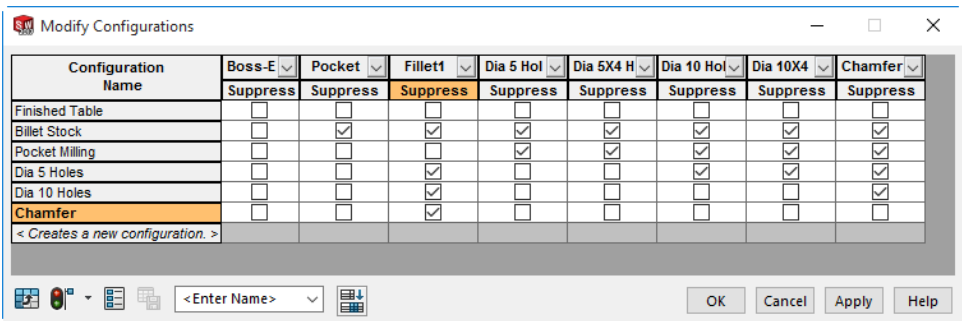 Modify Configurations
Configuration Name Boss-E Pocket Fillet1 Dia 5 Hol Dia 5X4 H Dia 10 Hol Dia 10X4 Chamfer
Suppress Suppress Suppress Suppress Suppress Suppress Suppress Suppress
Finished Table
Billet Stock
Pocket Milling
Dia 5 Holes
Dia 10 Holes
Chamfer
< Creates a new configuration. >
<Enter Name> OK Cancel Apply Help